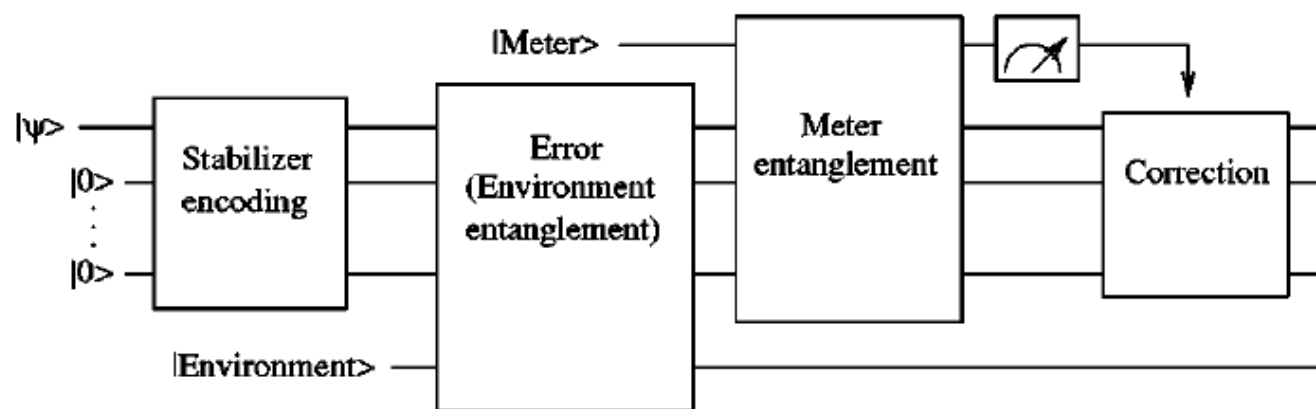 |Meter>
|ψ>
Stabilizer
encoding
Error
(Environment
entanglement)
Meter
entanglement
Correction
|0>
|0>
|Environment>